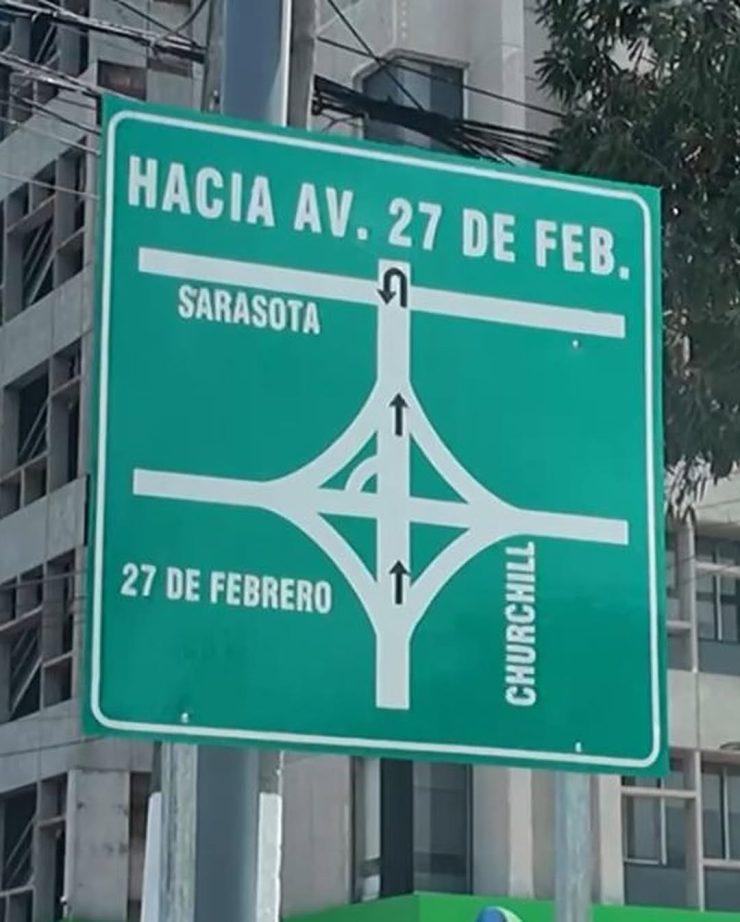 HACIA AV. 27 DE FEB.
SARASOTA
27 DE FEBRERO
CHURCHILL